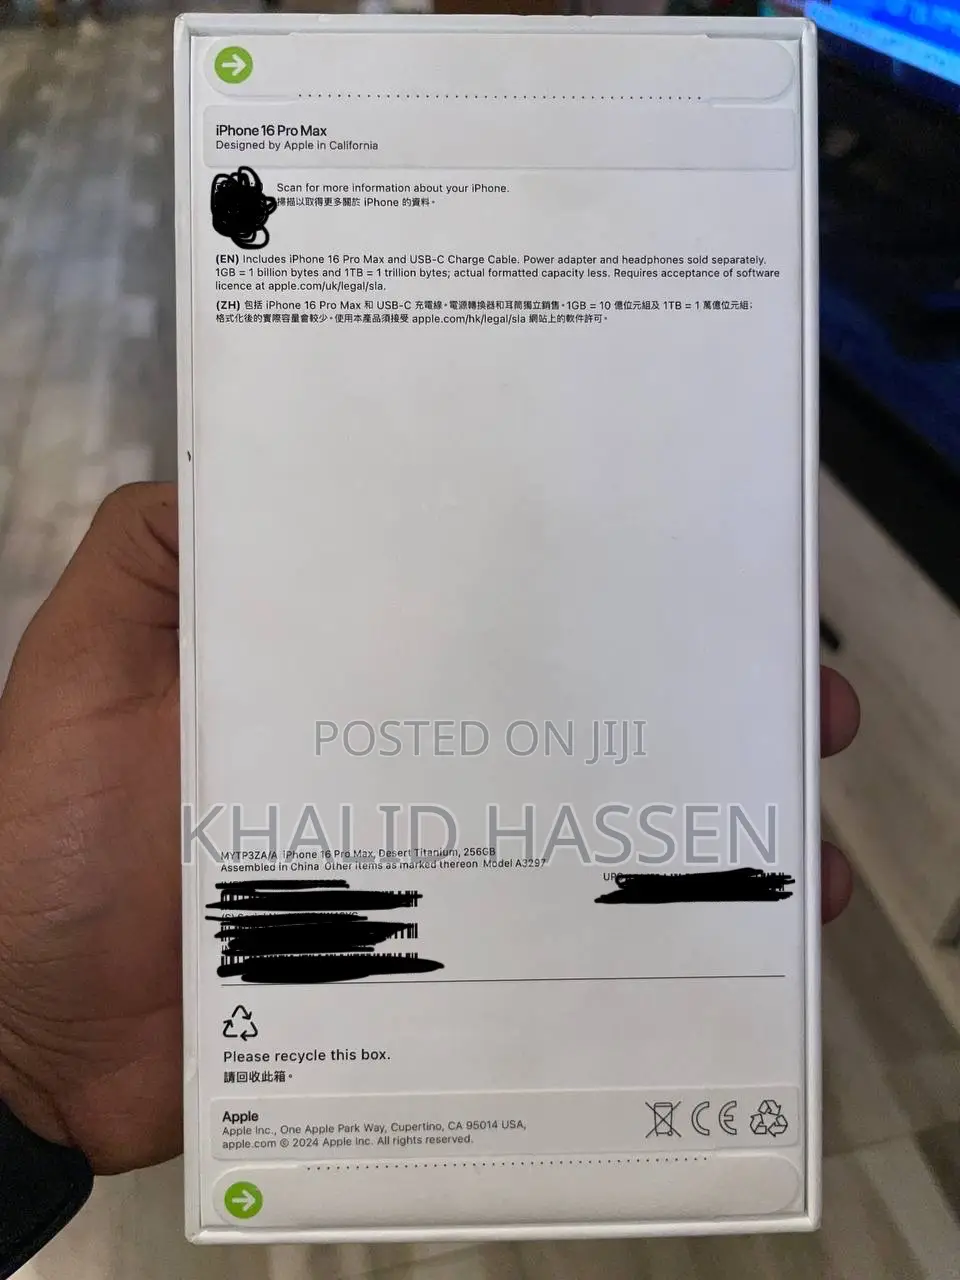 iPhone 16 Pro Max
Designed by Apple in California
Scan for more information about your iPhone.
掃描以取得更多關於 iPhone 的資料。
(EN) Includes iPhone 16 Pro Max and USB-C Charge Cable. Power adapter and headphones sold separately.
1GB = 1 billion bytes and 1TB = 1 trillion bytes; actual formatted capacity less. Requires acceptance of software
licence at apple.com/uk/legal/sla.
(ZH) 包括 iPhone 16 Pro Max 和 USB-C 充電線。電源轉換器和耳筒獨立銷售。1GB = 10 億位元組及 1TB = 1 萬億位元組；
格式化後的實際容量會較少。使用本產品須接受 apple.com/hk/legal/sla 網站上的軟件許可。
POSTED ON JIJI
KHALID HASSEN
MYTP3ZA/A iPhone 16 Pro Max, Desert Titanium, 256GB
Assembled in China Other items as marked thereon Model A3297
Please recycle this box.
請回收此箱。
Apple
Apple Inc., One Apple Park Way, Cupertino, CA 95014 USA,
apple.com © 2024 Apple Inc. All rights reserved.